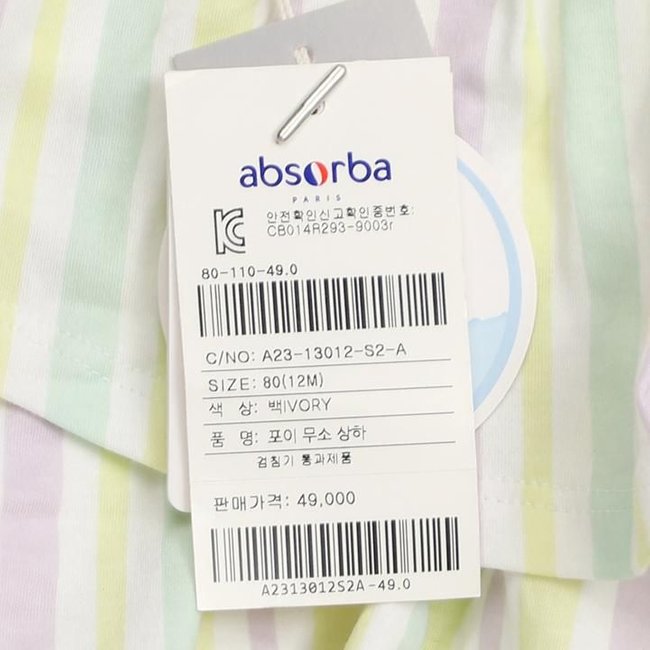 absorba
PARIS
안전확인신고확인증번호:
CB014R293-9003r
80-110-49.0
C/NO: A23-13012-S2-A
SIZE: 80(12M)
색 상: 백IVORY
품 명: 포이 무소 상하
검침기 통과제품
판매가격: 49,000
A2313012S2A-49.0